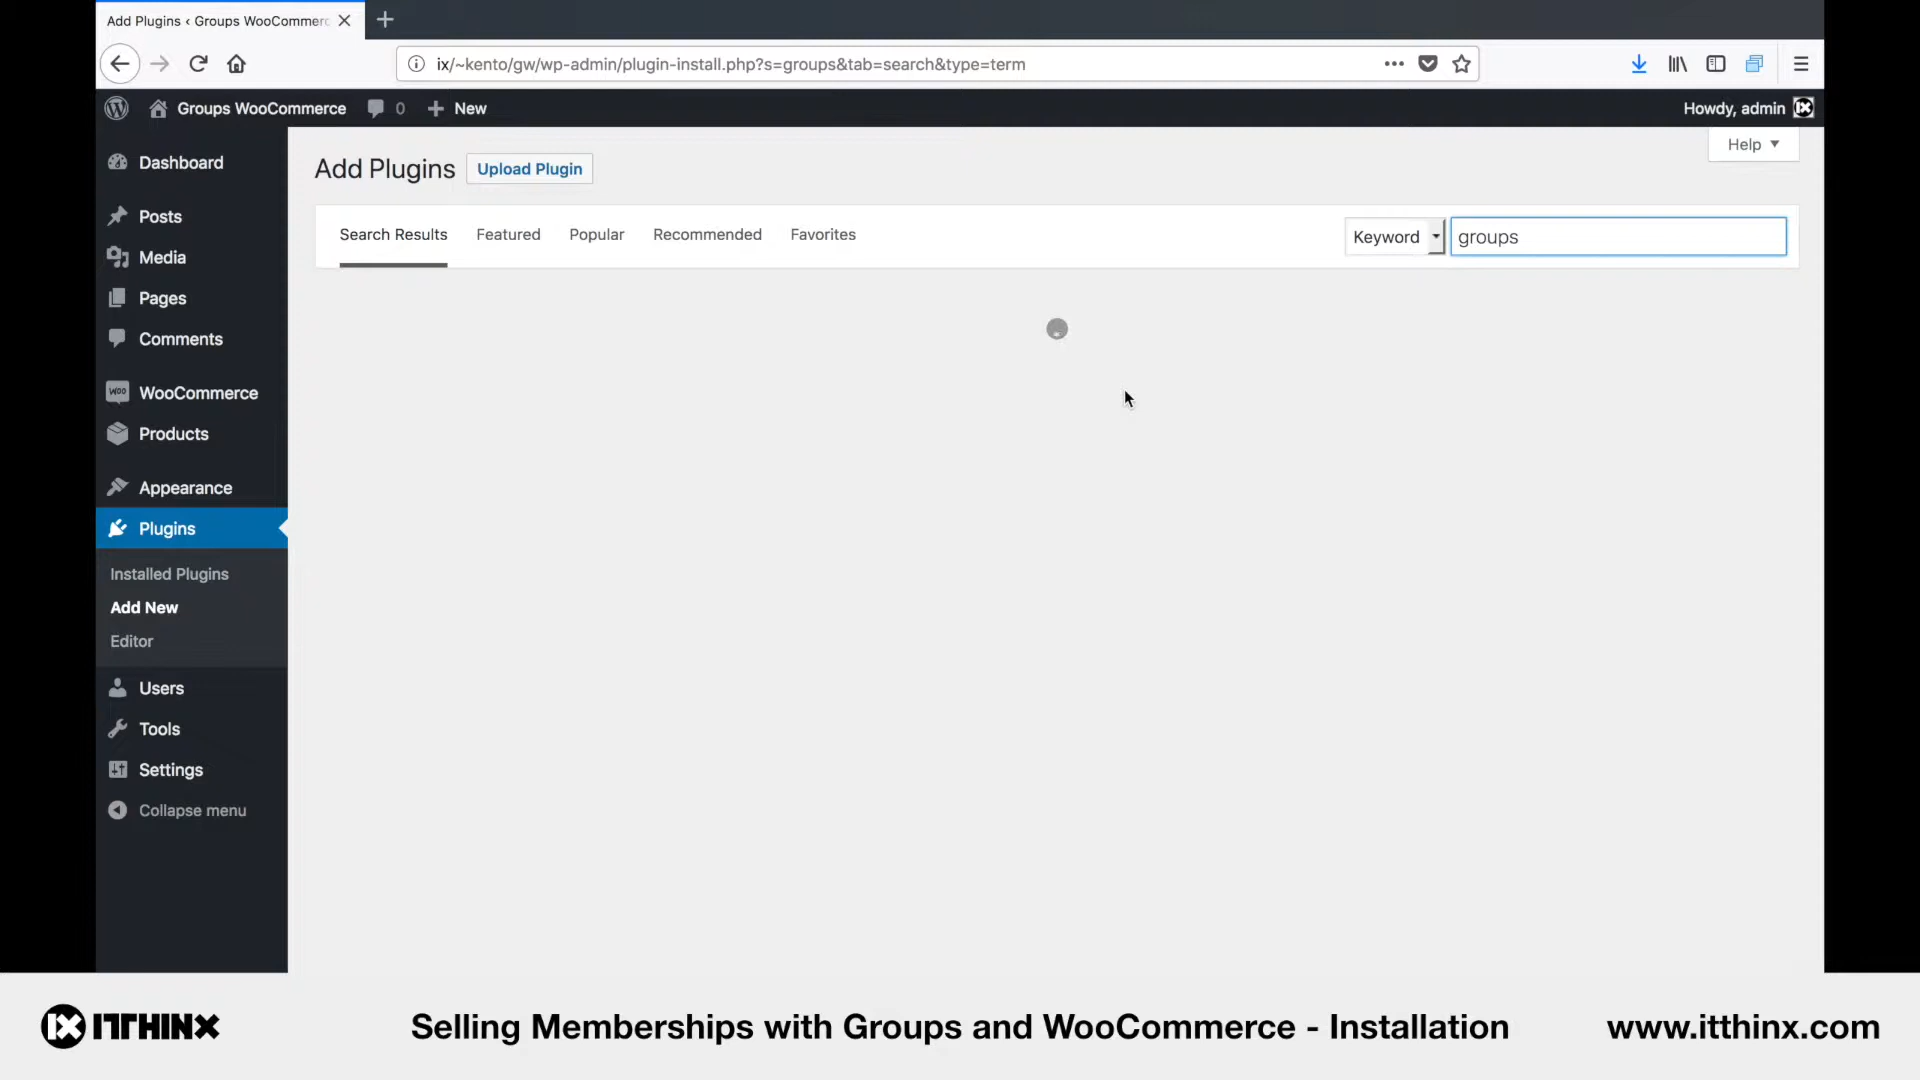 Add Plugins ‹ Groups WooCommerc
ix/~kento/gw/wp-admin/plugin-install.php?s=groups&tab=search&type=term
Groups WooCommerce 0 New Howdy, admin
Help
Add Plugins Upload Plugin
Search Results Featured Popular Recommended Favorites Keyword groups
Dashboard
Posts
Media
Pages
Comments
WooCommerce
Products
Appearance
Plugins
Installed Plugins
Add New
Editor
Users
Tools
Settings
Collapse menu
ITTHINX Selling Memberships with Groups and WooCommerce - Installation www.itthinx.com